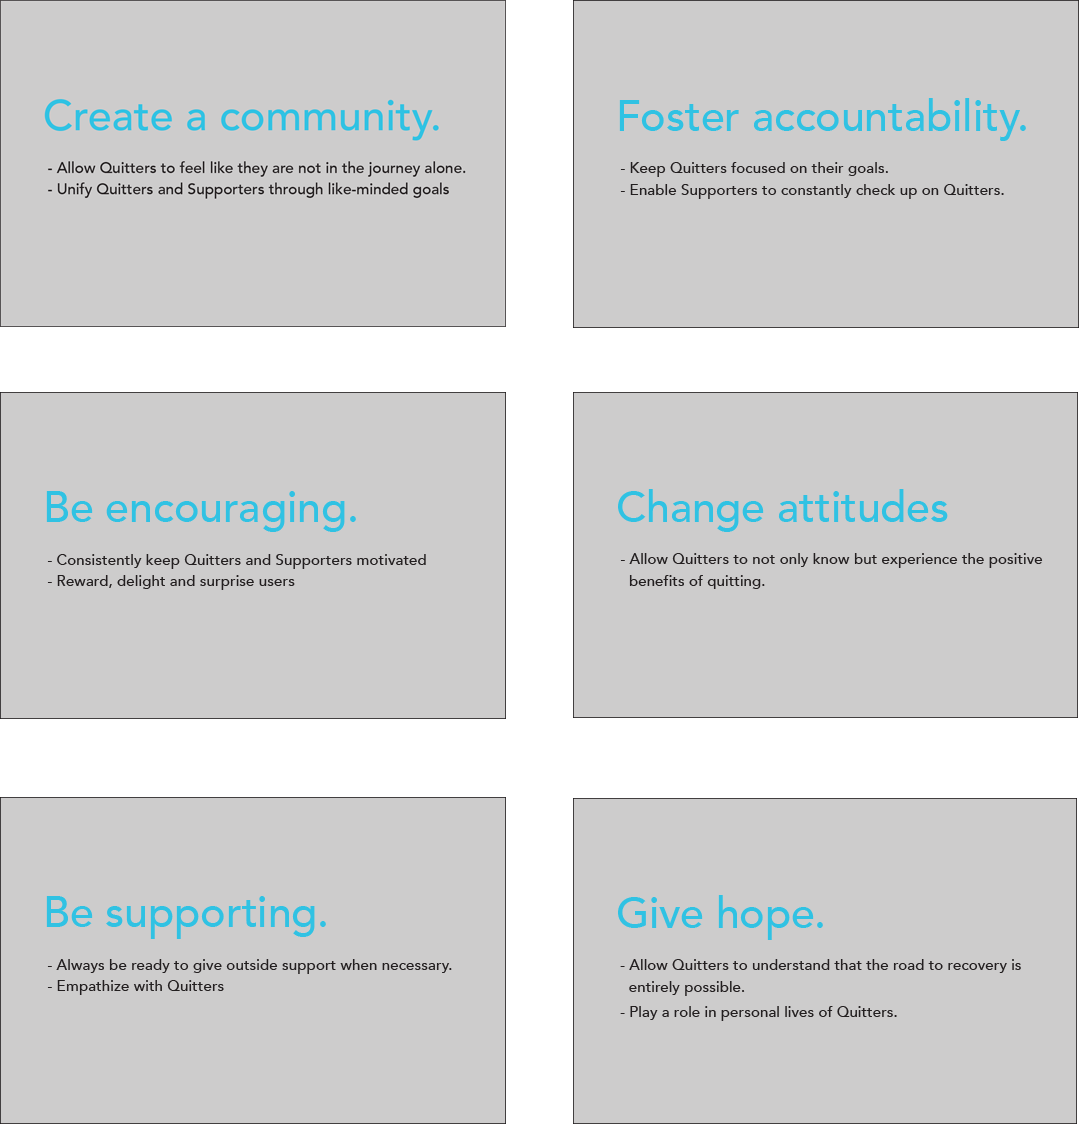 Create a community.
- Allow Quitters to feel like they are not in the journey alone.
- Unify Quitters and Supporters through like-minded goals
Foster accountability.
- Keep Quitters focused on their goals.
- Enable Supporters to constantly check up on Quitters.
Be encouraging.
- Consistently keep Quitters and Supporters motivated
- Reward, delight and surprise users
Change attitudes
- Allow Quitters to not only know but experience the positive
benefits of quitting.
Be supporting.
- Always be ready to give outside support when necessary.
- Empathize with Quitters
Give hope.
- Allow Quitters to understand that the road to recovery is
entirely possible.
- Play a role in personal lives of Quitters.